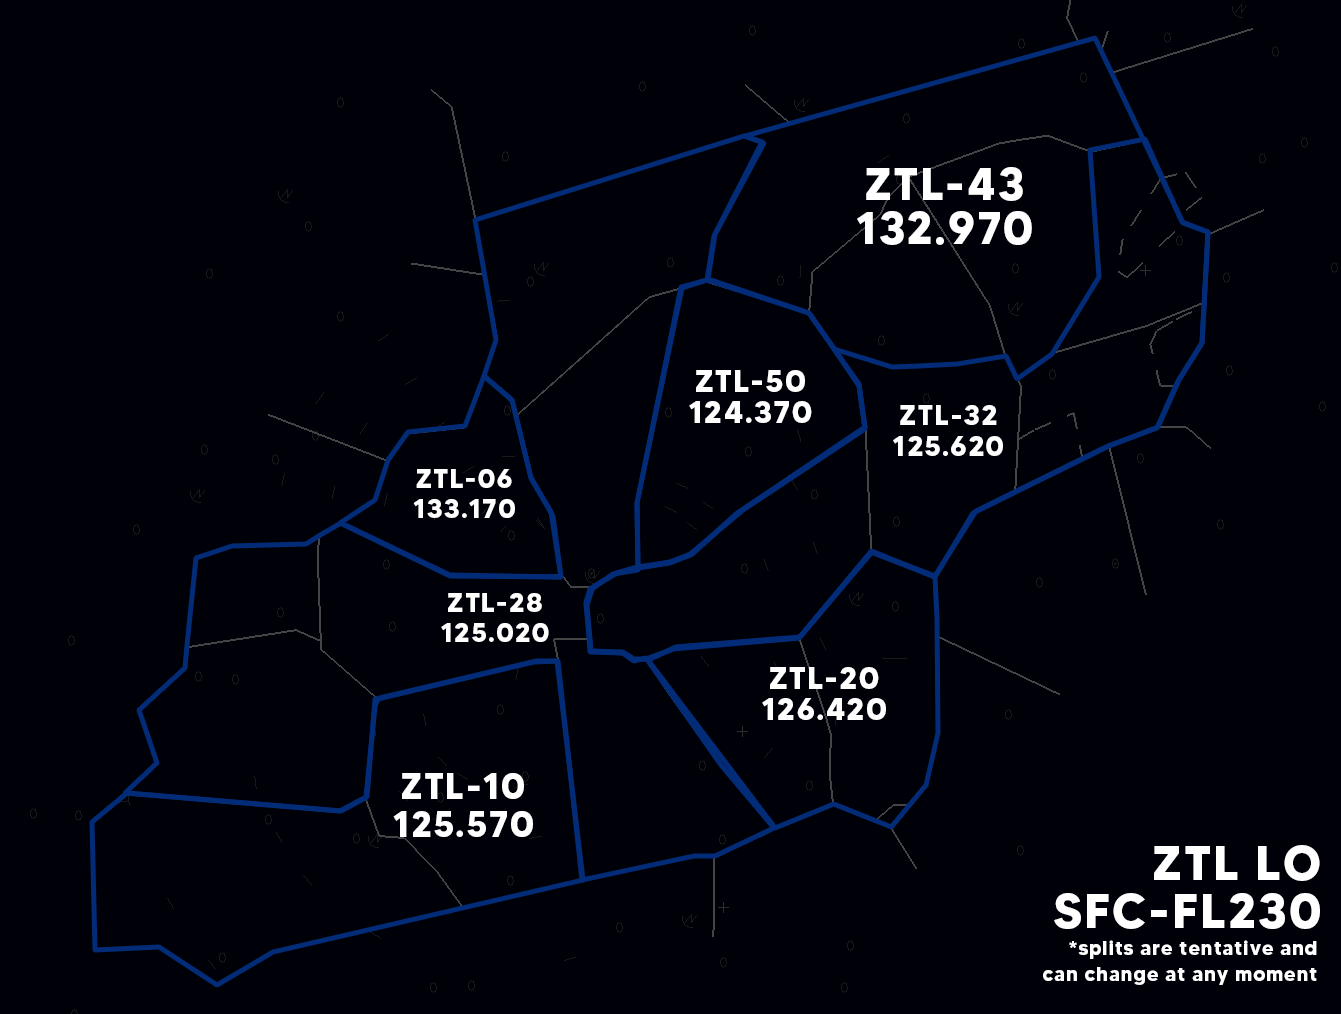 ZTL-43
132.970
ZTL-50
124.370
ZTL-32
125.620
ZTL-06
133.170
ZTL-28
125.020
ZTL-20
126.420
ZTL-10
125.570
ZTL LO
SFC-FL230
*splits are tentative and
can change at any moment